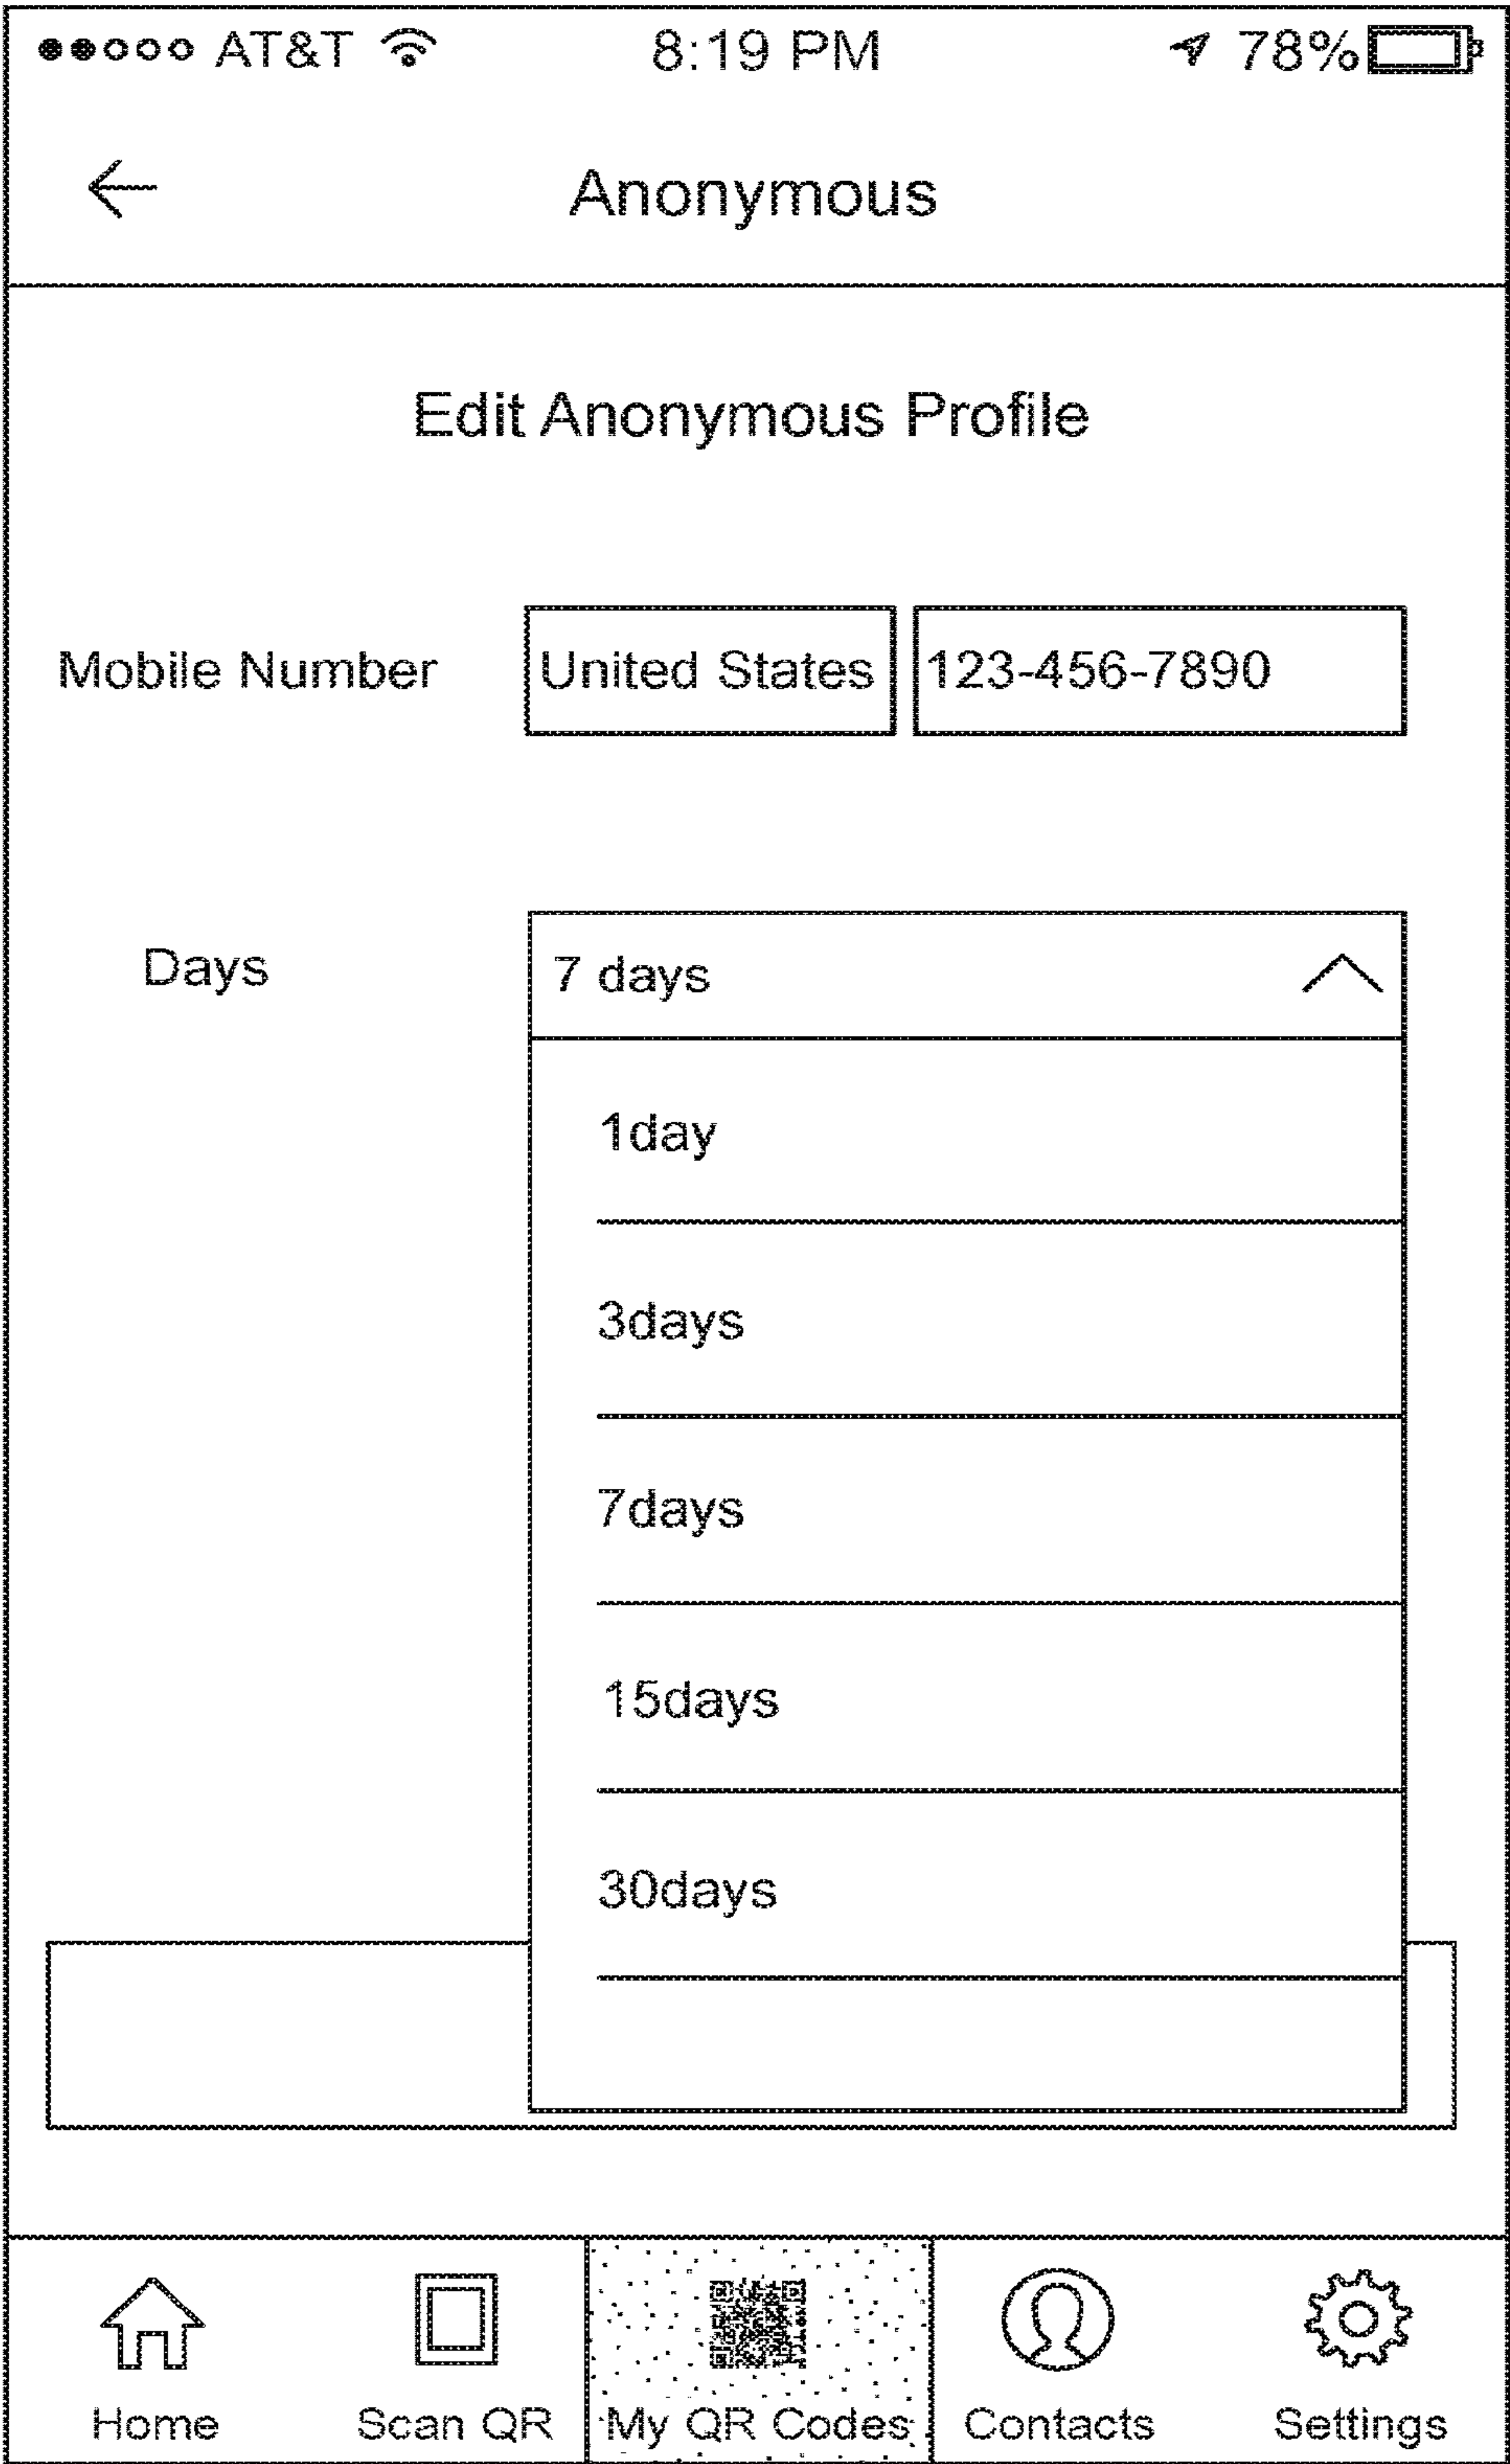 AT&T 8:19 PM 78%
Anonymous
Edit Anonymous Profile
Mobile Number United States 123-456-7890
Days 7 days
1day
3days
7days
15days
30days
Home Scan QR My QR Codes Contacts Settings